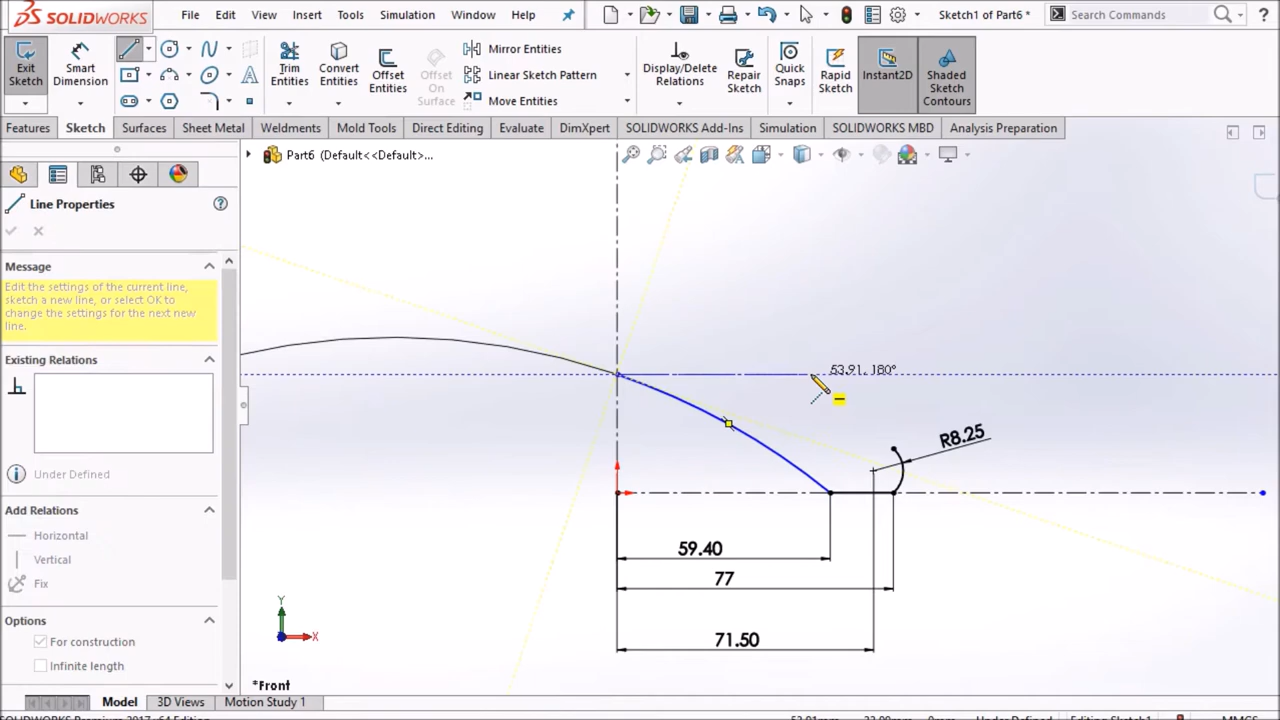 SOLIDWORKS
File Edit View Insert Tools Simulation Window Help
Sketch1 of Part6 *
Search Commands
?
Exit Sketch
Smart Dimension
Trim Entities
Convert Entities
Offset Entities
Offset On Surface
Mirror Entities
Linear Sketch Pattern
Move Entities
Display/Delete Relations
Repair Sketch
Quick Snaps
Rapid Sketch
Instant2D
Shaded Sketch Contours
Features Sketch Surfaces Sheet Metal Weldments Mold Tools Direct Editing Evaluate DimXpert SOLIDWORKS Add-Ins Simulation SOLIDWORKS MBD Analysis Preparation
Part6 (Default<<Default>...
Line Properties
Message
Edit the settings of the current line,
sketch a new line, or select OK to
change the settings for the next new
line.
Existing Relations
Under Defined
Add Relations
Horizontal
Vertical
Fix
Options
For construction
Infinite length
53.91, 180°
R8.25
59.40
77
71.50
Y
X
*Front
Model 3D Views Motion Study 1